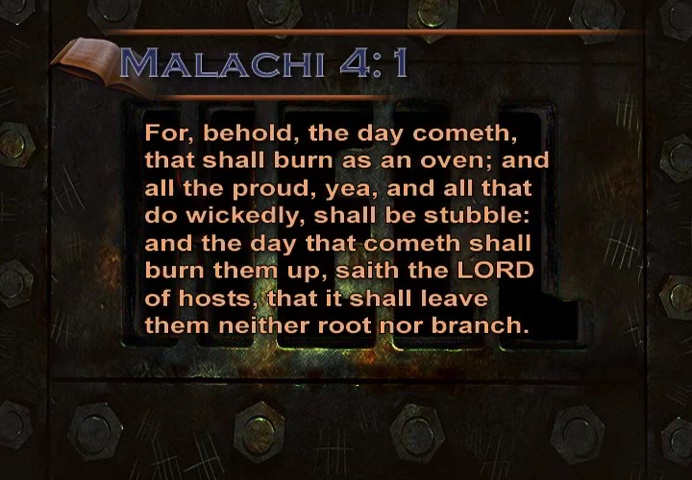 MALACHI 4:1
For, behold, the day cometh,
that shall burn as an oven; and
all the proud, yea, and all that
do wickedly, shall be stubble:
and the day that cometh shall
burn them up, saith the LORD
of hosts, that it shall leave
them neither root nor branch.